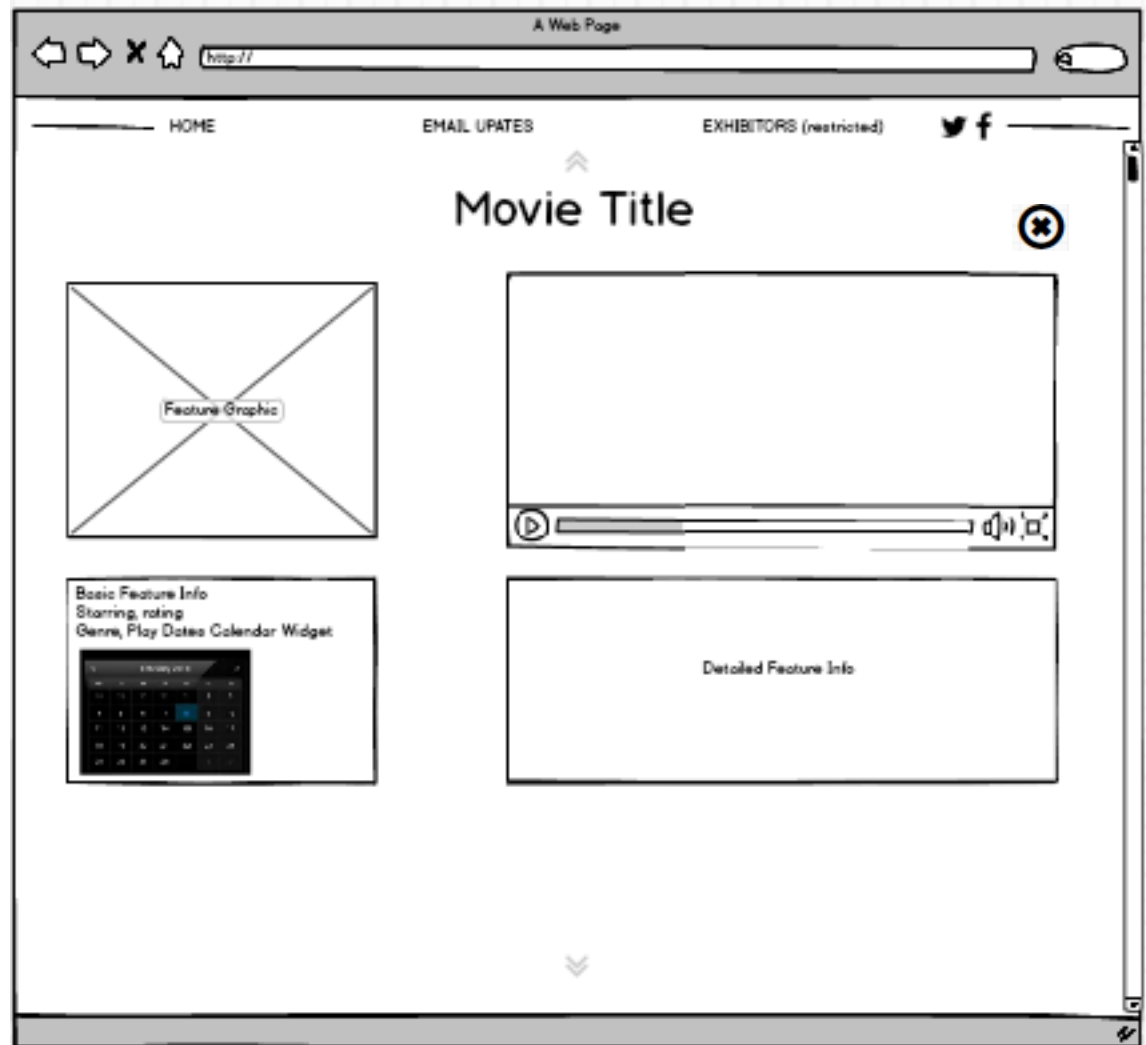 A Web Page
http://
HOME
EMAIL UPATES
EXHIBITORS (restricted)
Movie Title
Feature Graphic
Basic Feature Info
Starring, rating
Genre, Play Dates Calendar Widget
Detailed Feature Info